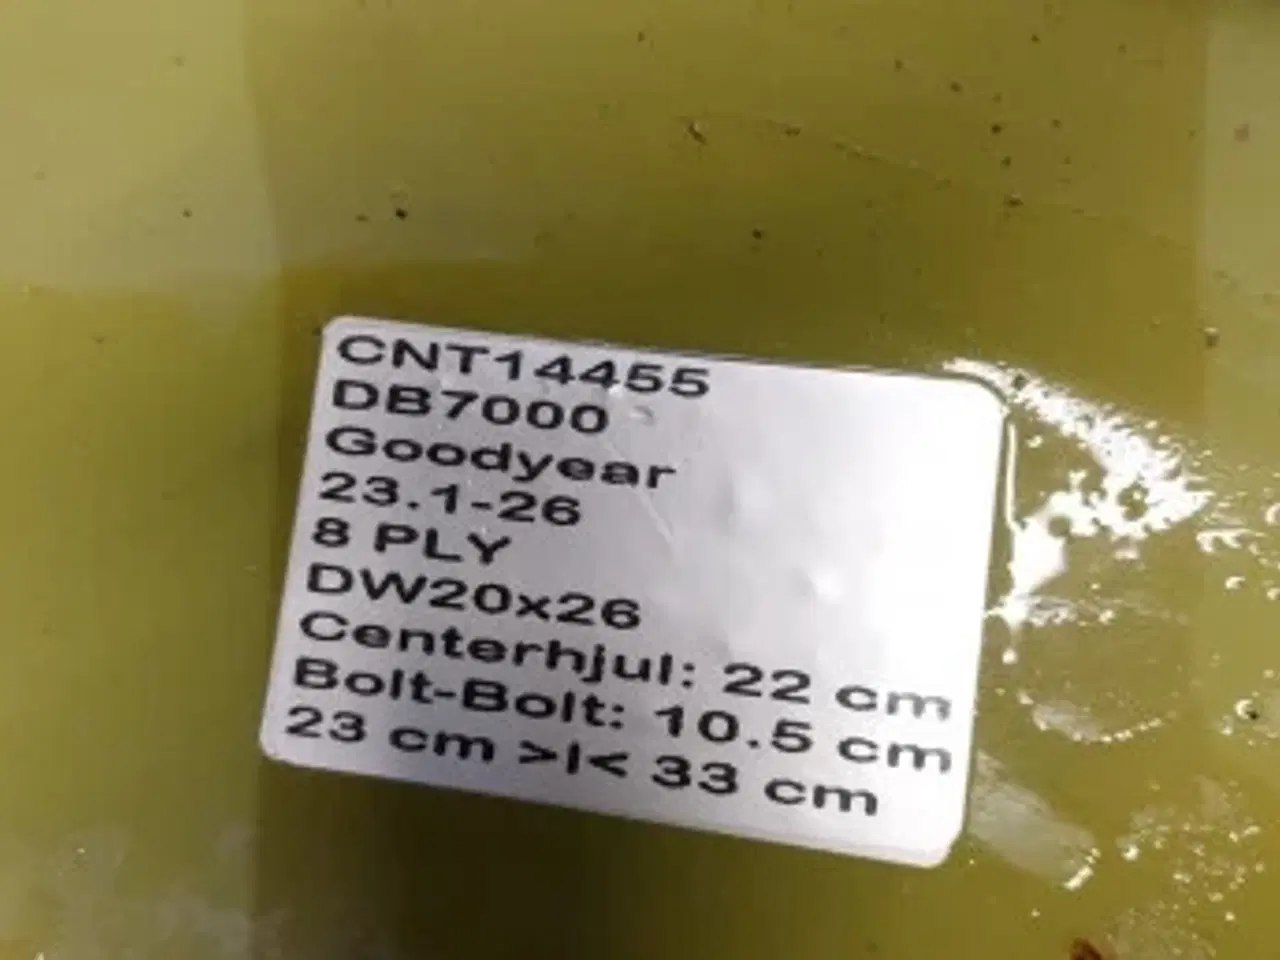 CNT14455
DB7000
Goodyear
23.1-26
8 PLY
DW20x26
Centerhjul: 22 cm
Bolt-Bolt: 10.5 cm
23 cm >I< 33 cm